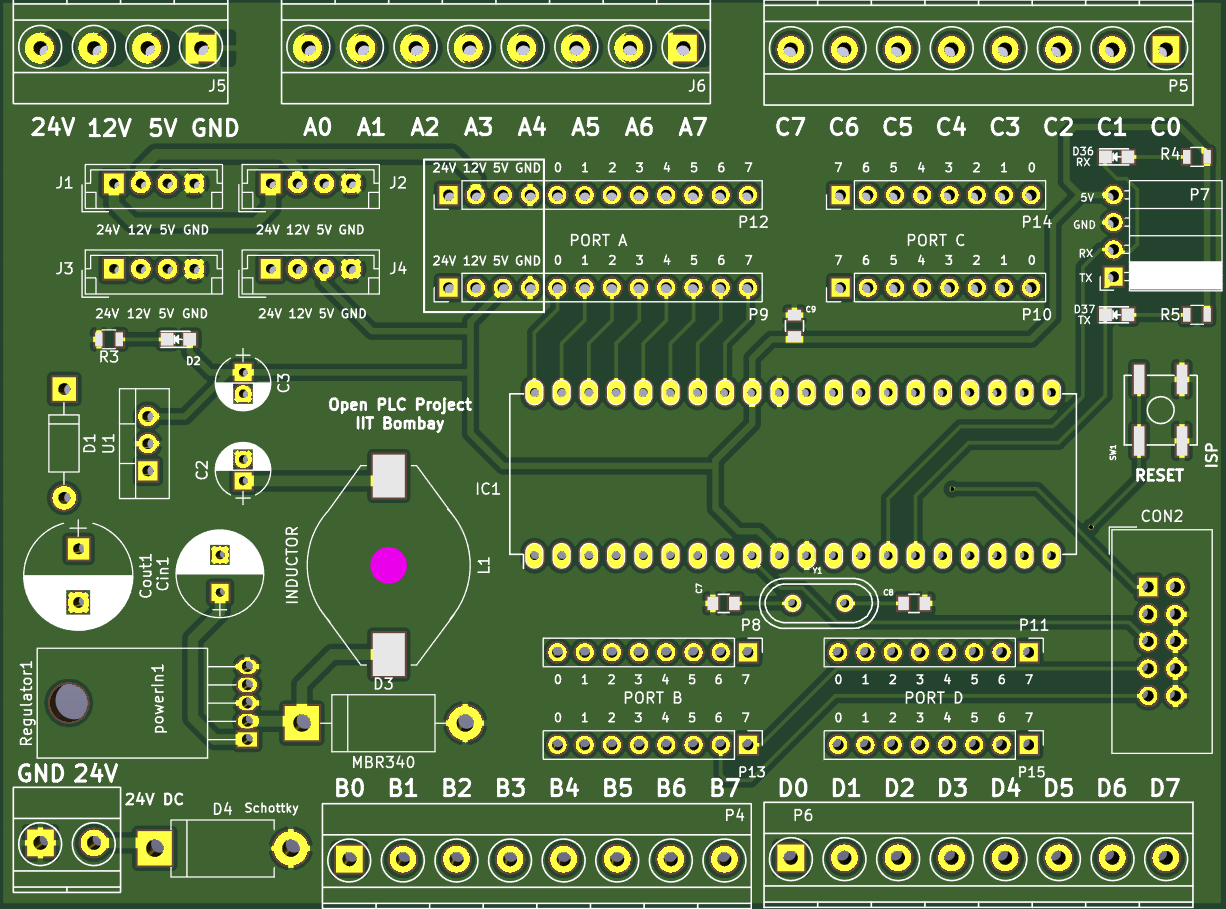 J5 J6 P5
24V 12V 5V GND A0 A1 A2 A3 A4 A5 A6 A7 C7 C6 C5 C4 C3 C2 C1 C0
D36 RX R4
24V 12V 5V GND 0 1 2 3 4 5 6 7 7 6 5 4 3 2 1 0
J1 J2 5V P7
P12 P14
24V 12V 5V GND 24V 12V 5V GND GND
PORT A PORT C
RX
24V 12V 5V GND 0 1 2 3 4 5 6 7 7 6 5 4 3 2 1 0
J3 J4 TX
24V 12V 5V GND 24V 12V 5V GND P9 C9 P10 D37 TX R5
R3 D2
C3
Open PLC Project
IIT Bombay
D1 U1 C2 SW1 ISP
RESET
IC1
CON2
Cout1 Cin1 INDUCTOR L1
Y1
C7 C8
P8 P11
Regulator1 powerIn1
D3 0 1 2 3 4 5 6 7 0 1 2 3 4 5 6 7
PORT B PORT D
0 1 2 3 4 5 6 7 0 1 2 3 4 5 6 7
MBR340
GND 24V P13 P15
B0 B1 B2 B3 B4 B5 B6 B7 D0 D1 D2 D3 D4 D5 D6 D7
24V DC D4 Schottky
P4 P6